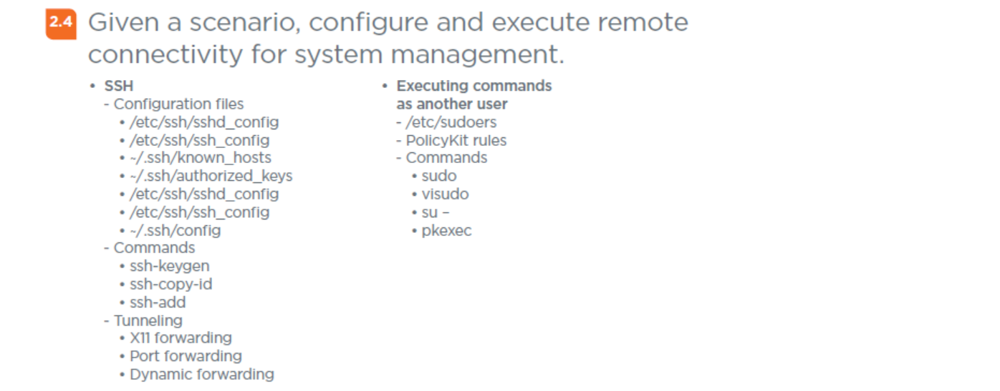 2.4 Given a scenario, configure and execute remote
connectivity for system management.
• SSH
- Configuration files
• /etc/ssh/sshd_config
• /etc/ssh/ssh_config
• ~/.ssh/known_hosts
• ~/.ssh/authorized_keys
• /etc/ssh/sshd_config
• /etc/ssh/ssh_config
• ~/.ssh/config
- Commands
• ssh-keygen
• ssh-copy-id
• ssh-add
- Tunneling
• X11 forwarding
• Port forwarding
• Dynamic forwarding
• Executing commands
as another user
- /etc/sudoers
- PolicyKit rules
- Commands
• sudo
• visudo
• su –
• pkexec